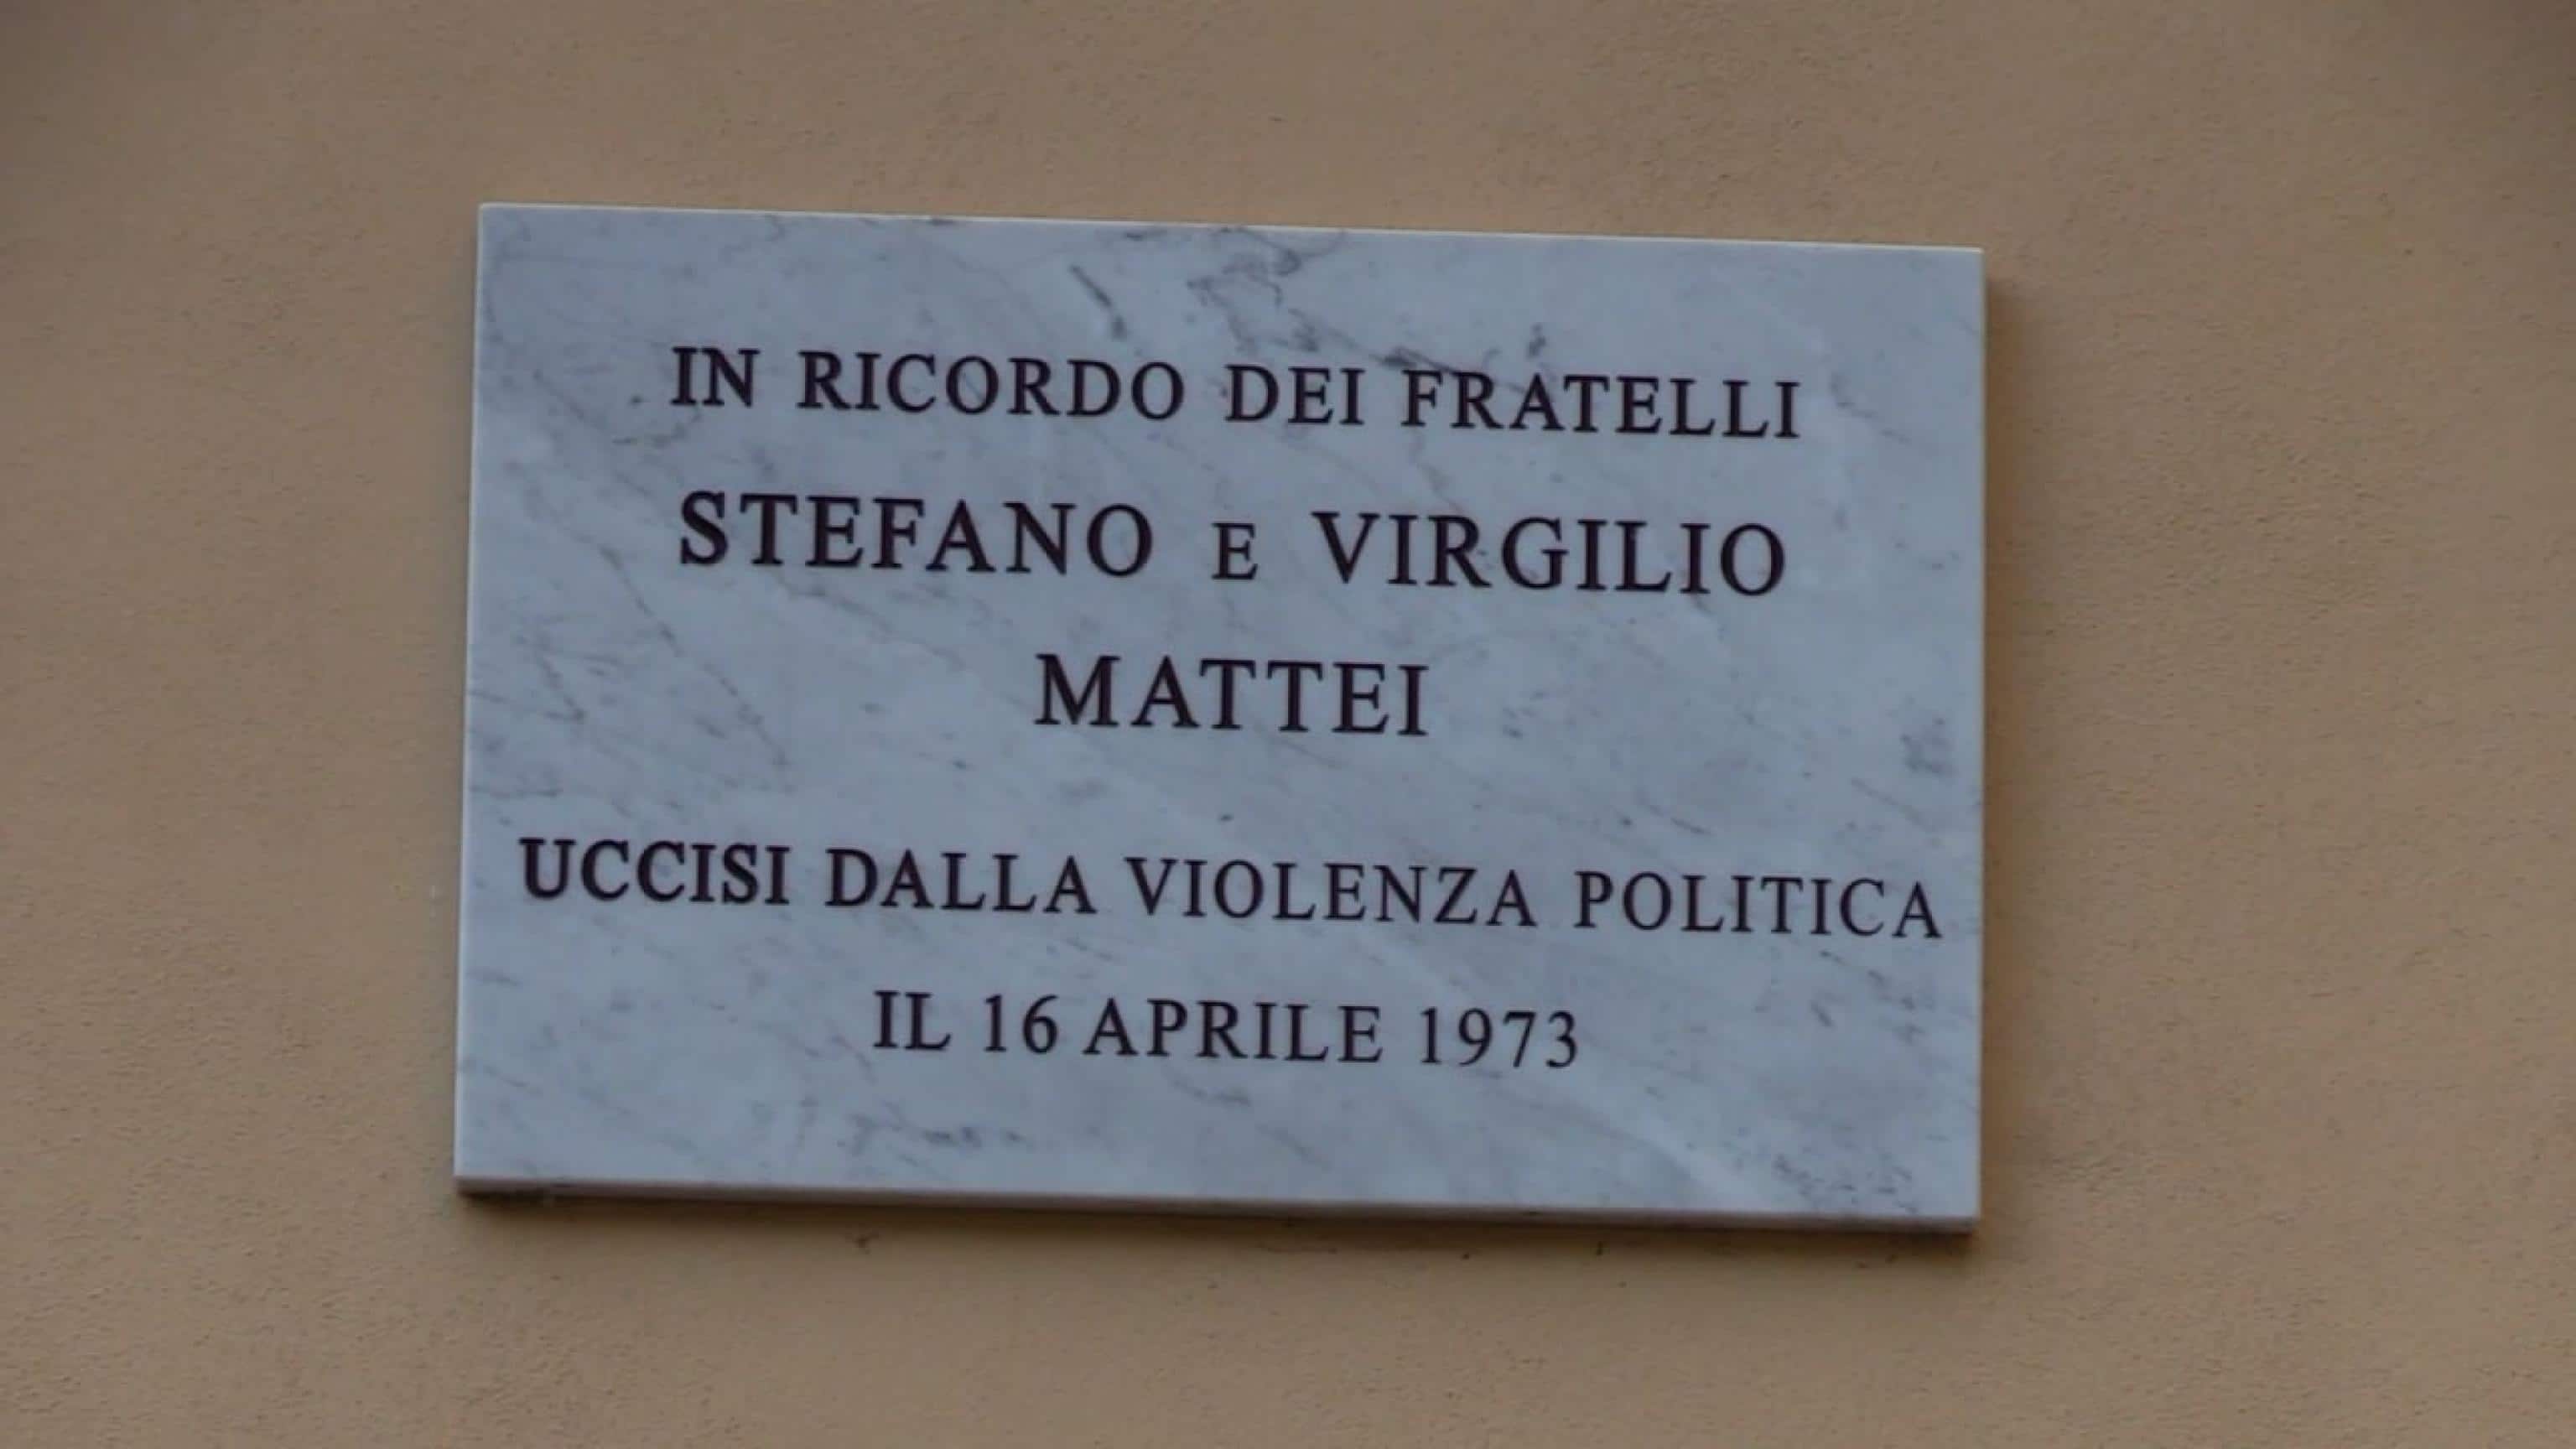 IN RICORDO DEI FRATELLI
STEFANO E VIRGILIO
MATTEI
UCCISI DALLA VIOLENZA POLITICA
IL 16 APRILE 1973